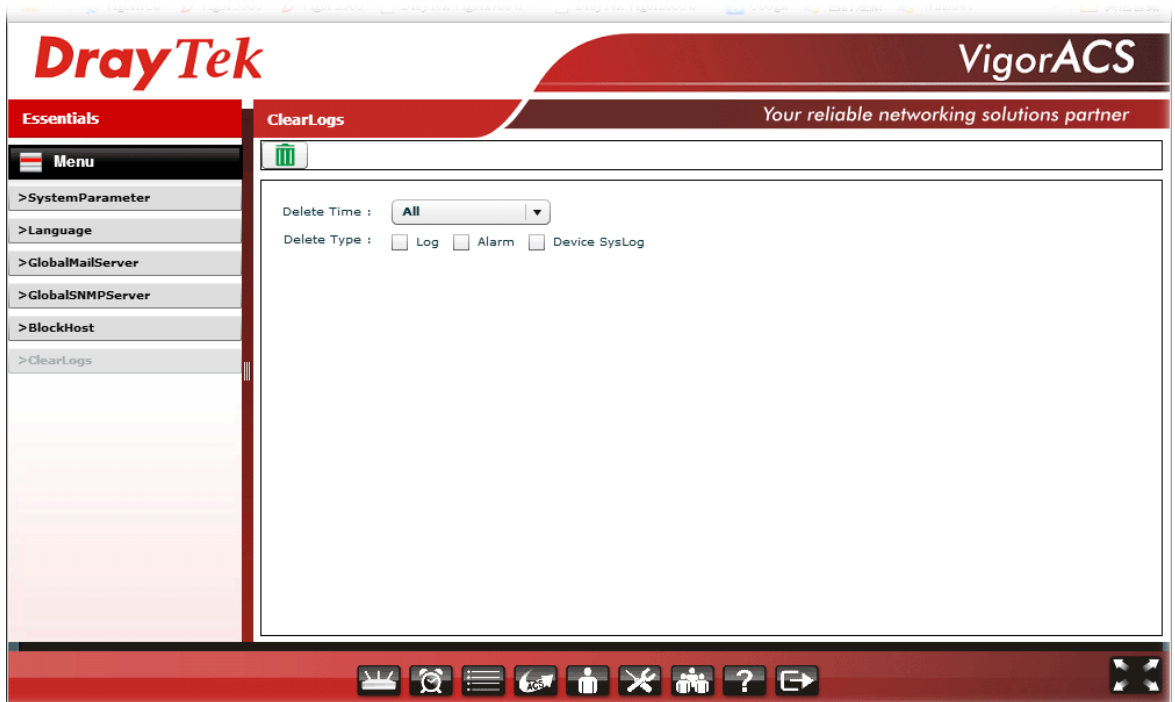 DrayTek
VigorACS
Essentials
ClearLogs
Your reliable networking solutions partner
Menu
>SystemParameter
>Language
>GlobalMailServer
>GlobalSNMPServer
>BlockHost
>ClearLogs
Delete Time :
All
Delete Type :
Log
Alarm
Device SysLog
ACS
?